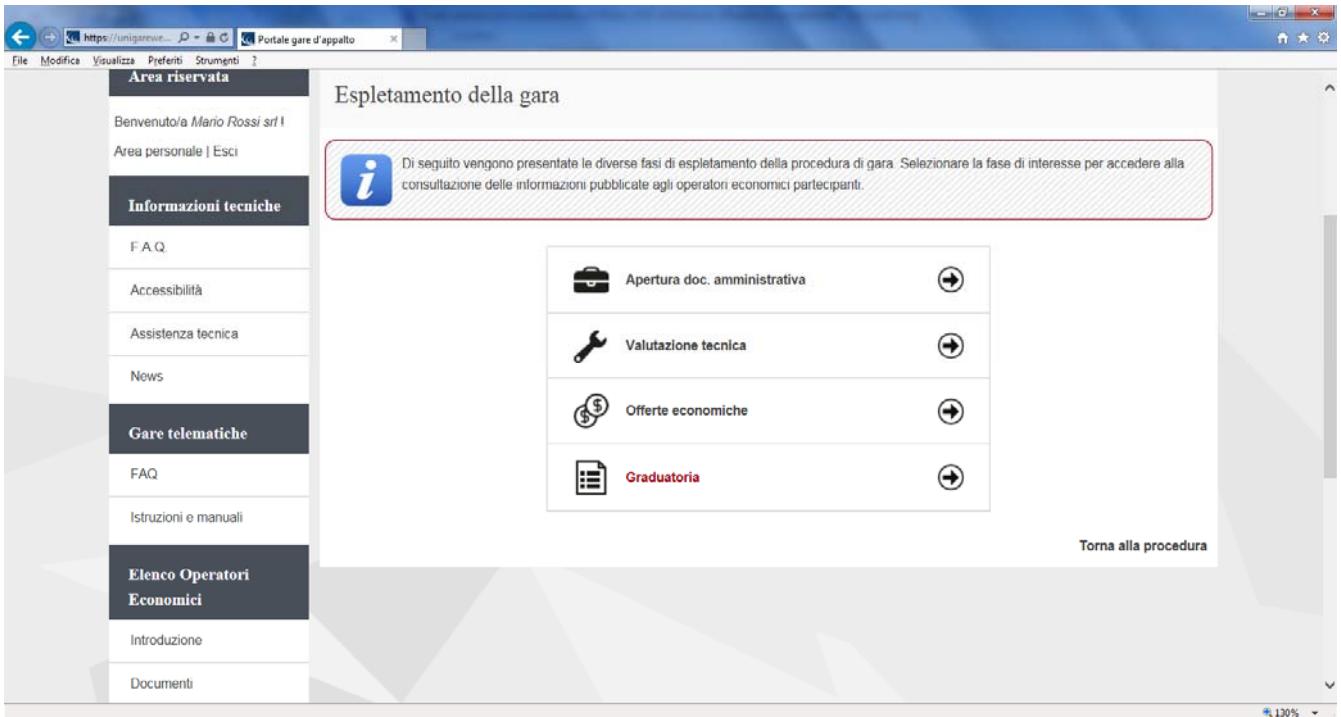 https://unigarewe...
Portale gare d'appalto
File Modifica Visualizza Preferiti Strumenti ?
Area riservata
Benvenuto/a Mario Rossi srl !
Area personale | Esci
Informazioni tecniche
F.A.Q.
Accessibilità
Assistenza tecnica
News
Gare telematiche
FAQ
Istruzioni e manuali
Elenco Operatori
Economici
Introduzione
Documenti
Espletamento della gara
Di seguito vengono presentate le diverse fasi di espletamento della procedura di gara. Selezionare la fase di interesse per accedere alla
consultazione delle informazioni pubblicate agli operatori economici partecipanti.
Apertura doc. amministrativa
Valutazione tecnica
Offerte economiche
Graduatoria
Torna alla procedura
130%